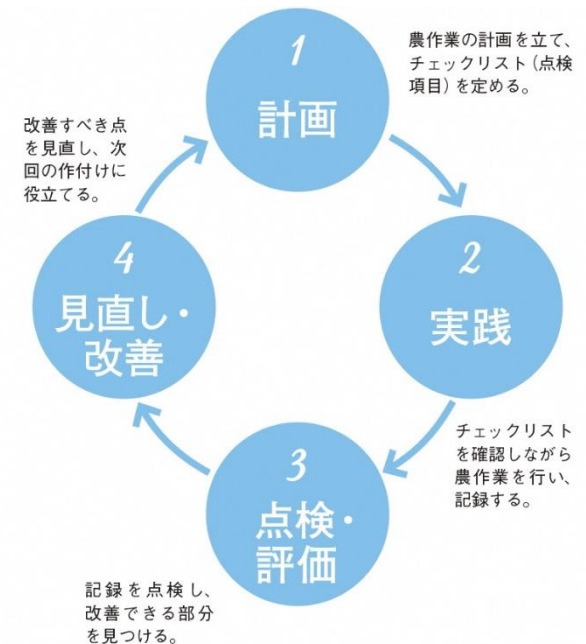 1
計画
農作業の計画を立て、
チェックリスト（点検
項目）を定める。
2
実践
チェックリスト
を確認しながら
農作業を行い、
記録する。
3
点検・
評価
記録を点検し、
改善できる部分
を見つける。
4
見直し・
改善
改善すべき点
を見直し、次
回の作付けに
役立てる。